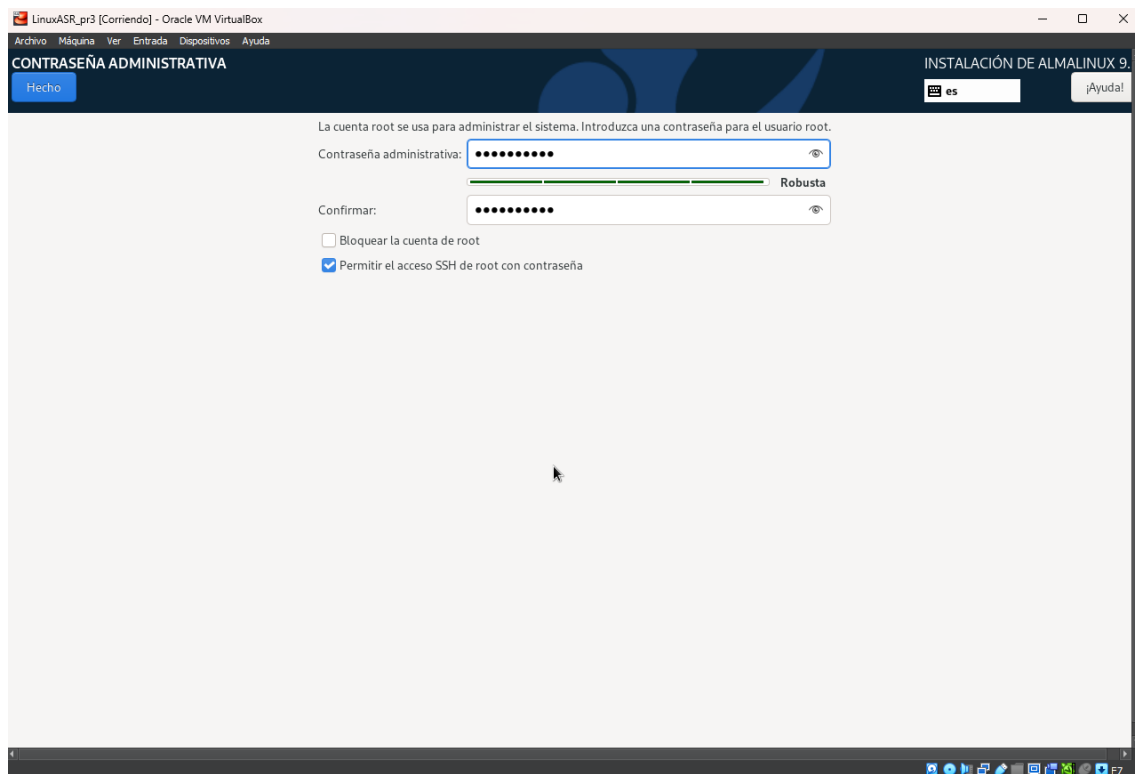 LinuxASR_pr3 [Corriendo] - Oracle VM VirtualBox
Archivo Máquina Ver Entrada Dispositivos Ayuda
CONTRASEÑA ADMINISTRATIVA
INSTALACIÓN DE ALMALINUX 9.
Hecho
es
¡Ayuda!
La cuenta root se usa para administrar el sistema. Introduzca una contraseña para el usuario root.
Contraseña administrativa: ●●●●●●●●●●
Robusta
Confirmar: ●●●●●●●●●●
Bloquear la cuenta de root
Permitir el acceso SSH de root con contraseña